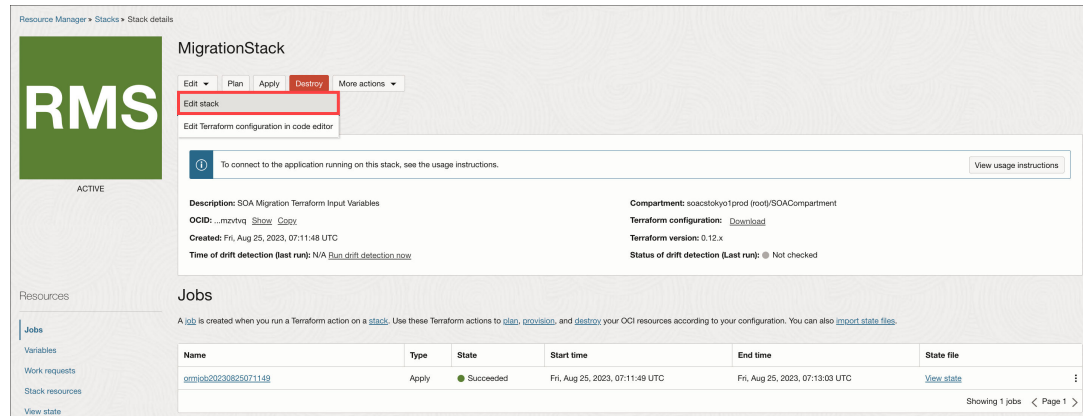 Resource Manager » Stacks » Stack details
RMS
ACTIVE
MigrationStack
Edit Plan Apply Destroy More actions
Edit stack
Edit Terraform configuration in code editor
To connect to the application running on this stack, see the usage instructions. View usage instructions
Description: SOA Migration Terraform Input Variables
OCID: ...mzvtvq Show Copy
Created: Fri, Aug 25, 2023, 07:11:48 UTC
Time of drift detection (last run): N/A Run drift detection now
Compartment: soacstokyo1prod (root)/SOACompartment
Terraform configuration: Download
Terraform version: 0.12.x
Status of drift detection (Last run): Not checked
Resources
Jobs
Variables
Work requests
Stack resources
View state
Jobs
A job is created when you run a Terraform action on a stack. Use these Terraform actions to plan, provision, and destroy your OCI resources according to your configuration. You can also import state files.
Name Type State Start time End time State file
ormjob20230825071149 Apply Succeeded Fri, Aug 25, 2023, 07:11:49 UTC Fri, Aug 25, 2023, 07:13:03 UTC View state
Showing 1 jobs < Page 1 >